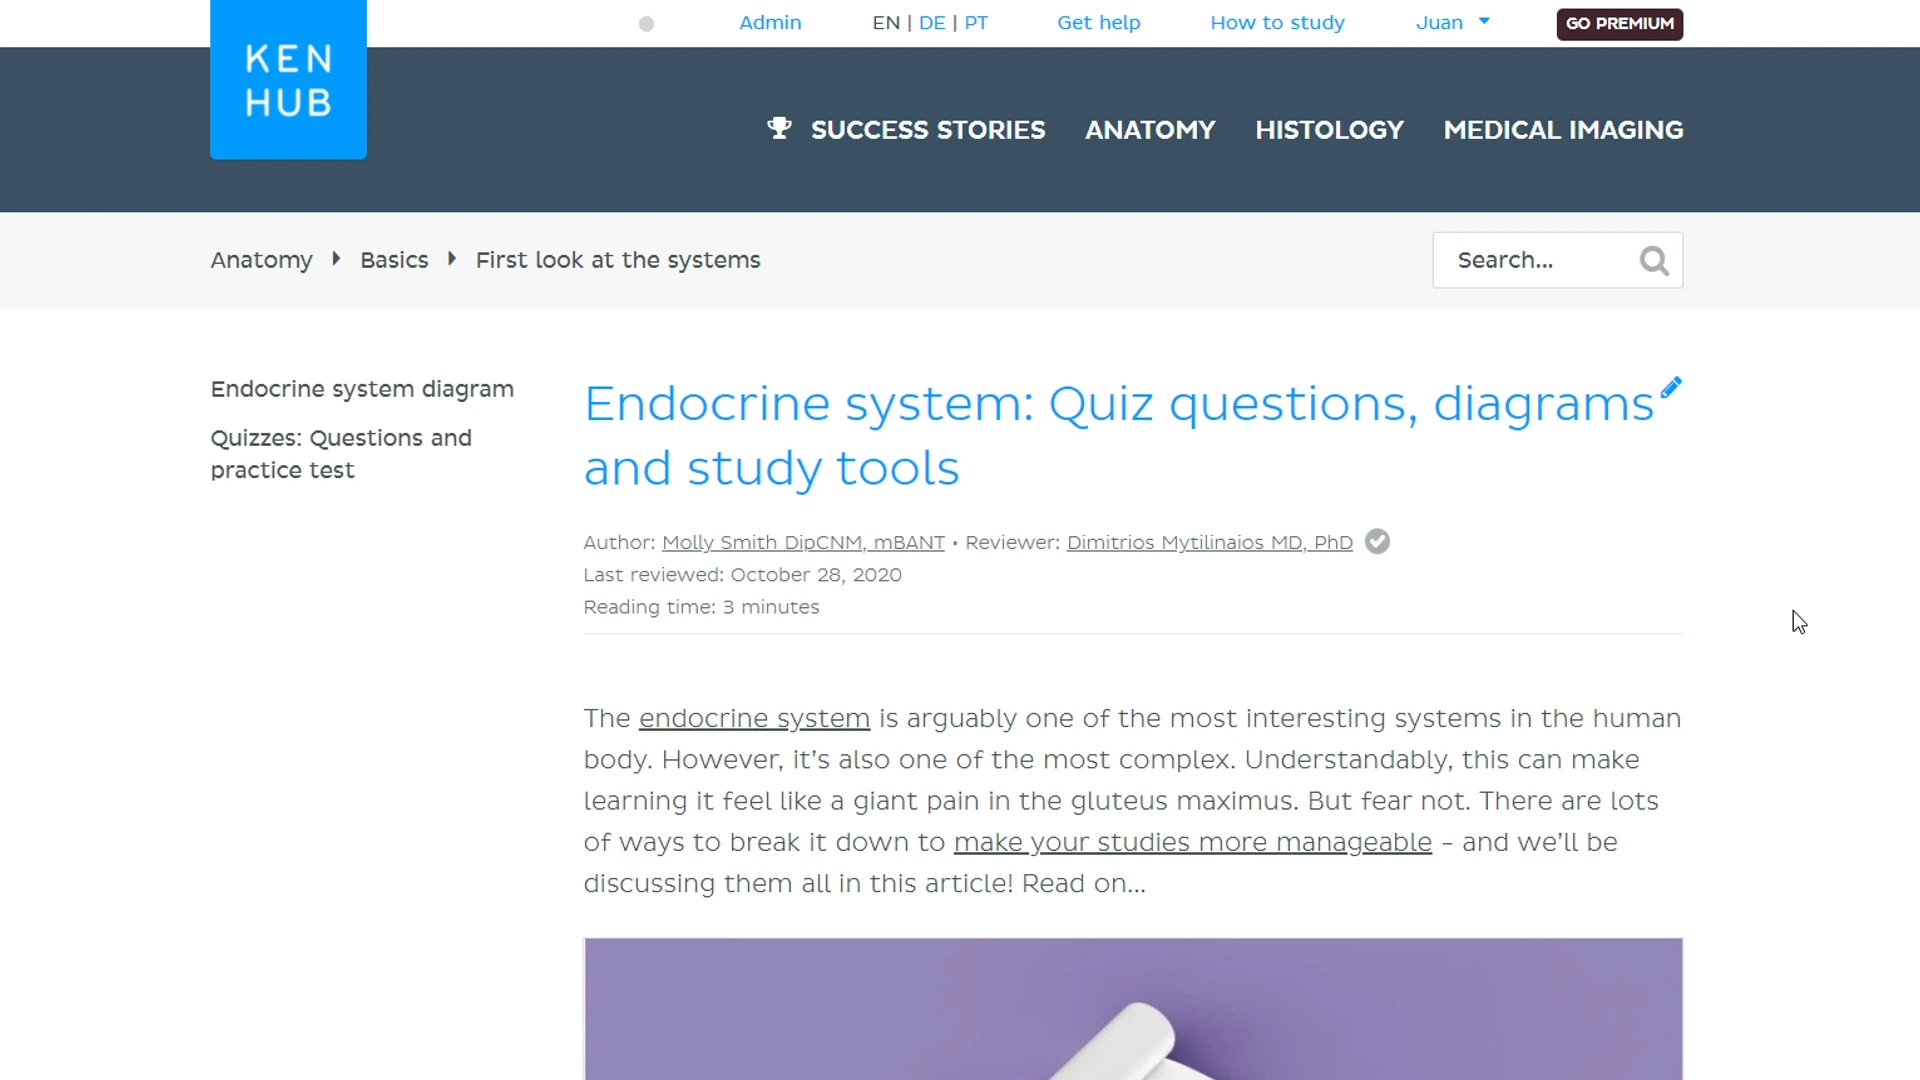 Admin
EN | DE | PT
Get help
How to study
Juan
GO PREMIUM
KEN
HUB
SUCCESS STORIES
ANATOMY
HISTOLOGY
MEDICAL IMAGING
Anatomy
Basics
First look at the systems
Search...
Endocrine system diagram
Quizzes: Questions and
practice test
Endocrine system: Quiz questions, diagrams
and study tools
Author: Molly Smith DipCNM, mBANT • Reviewer: Dimitrios Mytilinaios MD, PhD
Last reviewed: October 28, 2020
Reading time: 3 minutes
The endocrine system is arguably one of the most interesting systems in the human
body. However, it’s also one of the most complex. Understandably, this can make
learning it feel like a giant pain in the gluteus maximus. But fear not. There are lots
of ways to break it down to make your studies more manageable – and we’ll be
discussing them all in this article! Read on...